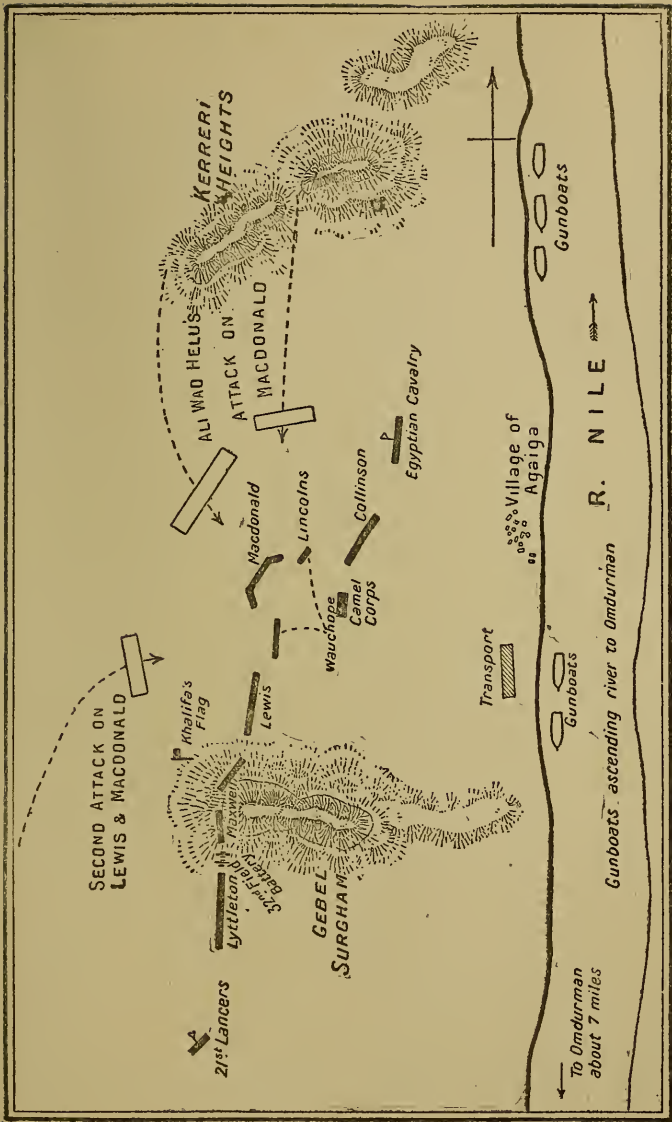 KERRERI
HEIGHTS
ALI WAD HELU'S
ATTACK ON
MACDONALD
SECOND ATTACK ON
LEWIS & MACDONALD
Khalifa's
Flag
Macdonald
Lincolns
Collinson
Egyptian Cavalry
Wauchope
Camel
Corps
Lewis
Maxwell
32nd Field
Battery
Lyttleton
21st Lancers
GEBEL
SURGHAM
Village of
Agaiga
Transport
Gunboats
Gunboats
R. NILE
Gunboats ascending river to Omdurman
To Omdurman
about 7 miles